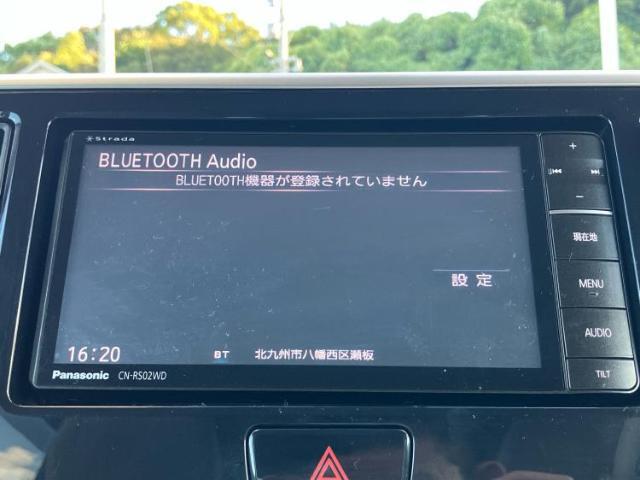 Strada
BLUETOOTH Audio
BLUETOOTH機器が登録されていません
設定
16:20
BT
北九州市八幡西区瀬板
Panasonic CN-RS02WD
+
−
現在地
MENU
AUDIO
TILT